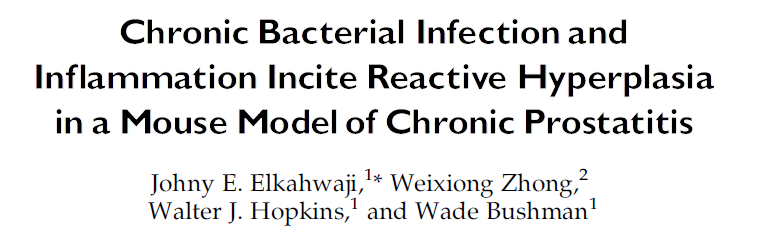 Chronic Bacterial Infection and
Inflammation Incite Reactive Hyperplasia
in a Mouse Model of Chronic Prostatitis
Johny E. Elkahwaji,1* Weixiong Zhong,2
Walter J. Hopkins,1 and Wade Bushman1